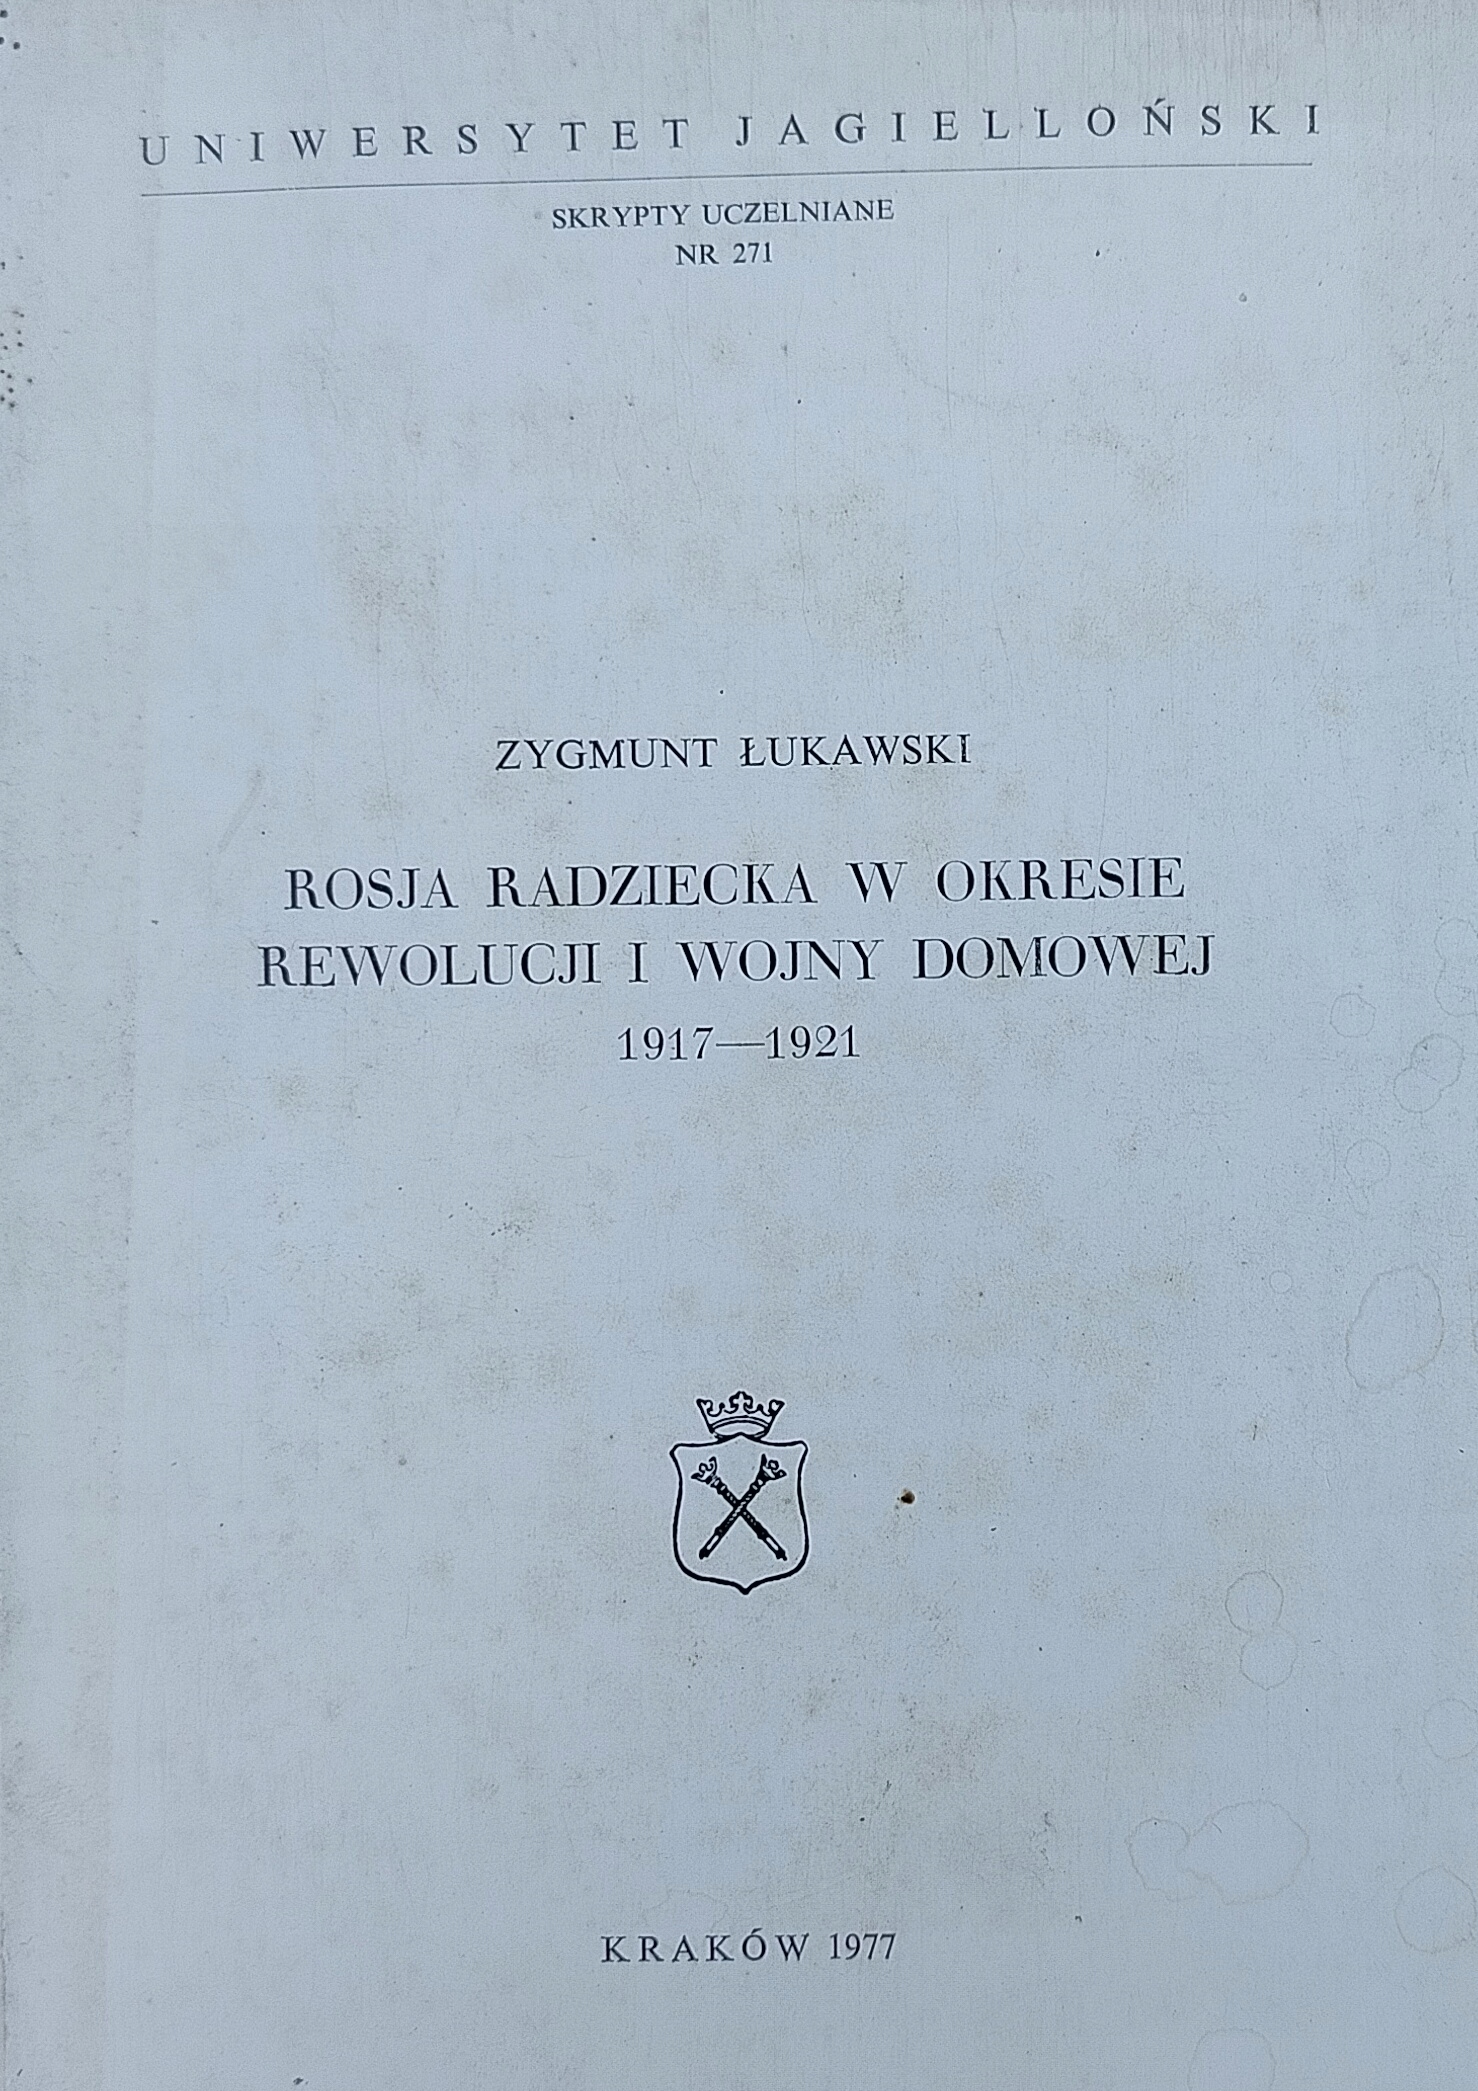 UNIWERSYTET JAGIELLOŃSKI
SKRYPTY UCZELNIANE
NR 271
ZYGMUNT ŁUKAWSKI
ROSJA RADZIECKA W OKRESIE
REWOLUCJI I WOJNY DOMOWEJ
1917—1921
KRAKÓW 1977